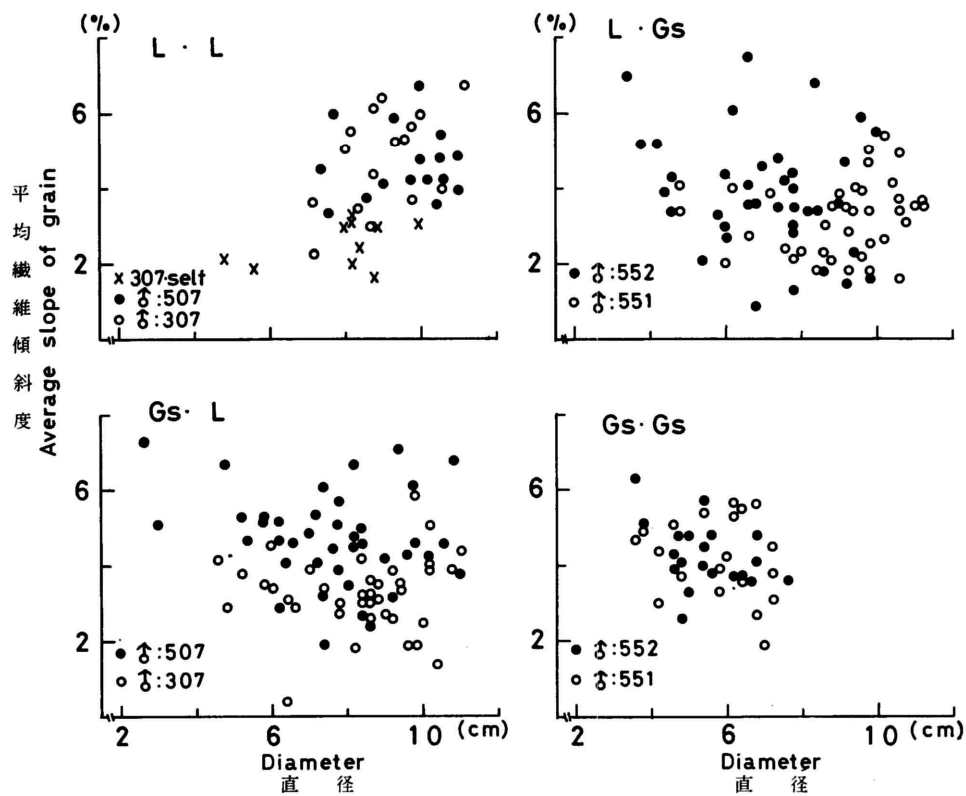 (%)
L · L
6
2
平均繊維傾斜度
Average slope of grain
× 307·self
● ♂:507
○ ♂:307
(%)
L · Gs
6
2
● ♂:552
○ ♂:551
Gs · L
6
2
● ♂:507
○ ♂:307
2 6 10 (cm)
Diameter
直径
Gs · Gs
6
2
● ♂:552
○ ♂:551
2 6 10 (cm)
Diameter
直径